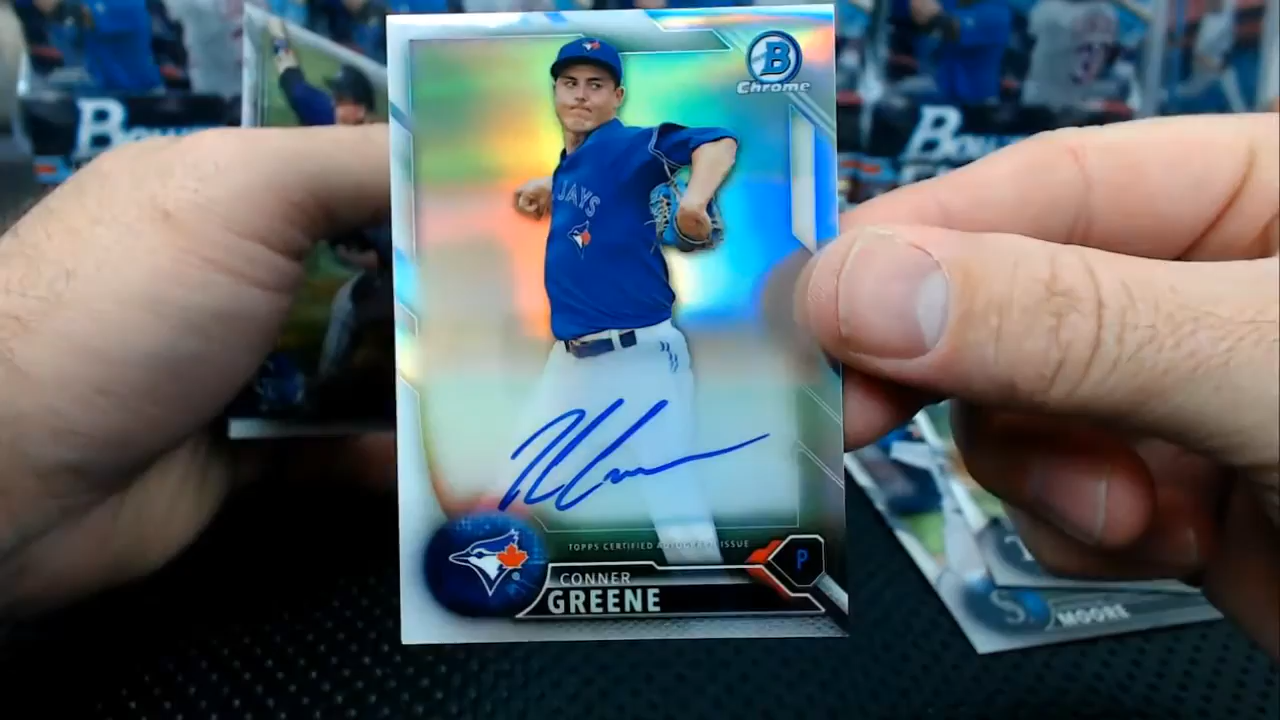 B
Chrome
JAYS
TOPPS CERTIFIED AUTOGRAPH ISSUE
P
CONNER
GREENE
MOORE